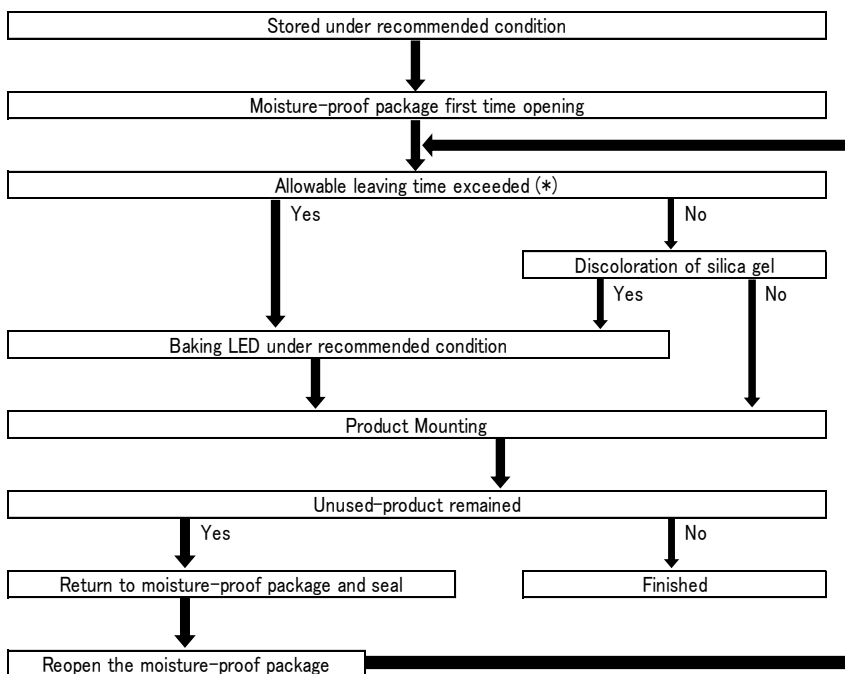 Stored under recommended condition
Moisture-proof package first time opening
Allowable leaving time exceeded (*)
Yes
No
Discoloration of silica gel
Yes
No
Baking LED under recommended condition
Product Mounting
Unused-product remained
Yes
No
Return to moisture-proof package and seal
Finished
Reopen the moisture-proof package